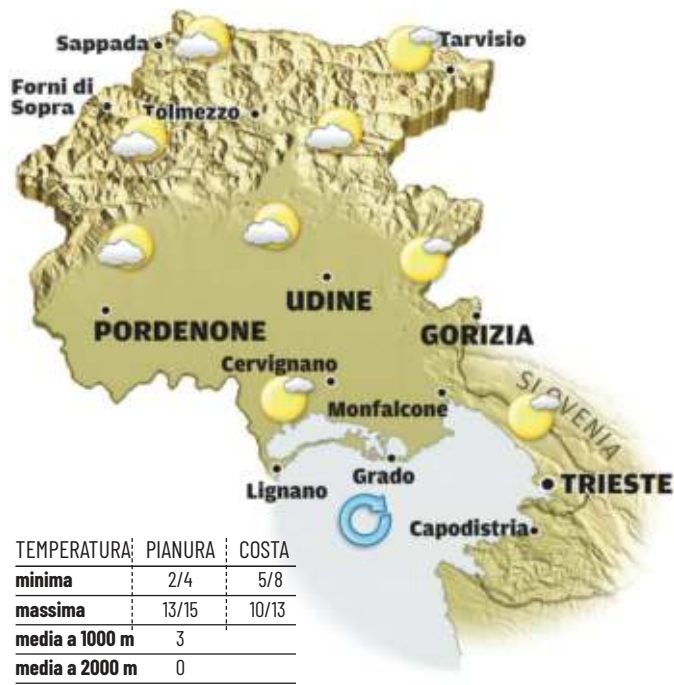 Sappada
Tarvisio
Forni di
Sopra
Tolmezzo
UDINE
PORDENONE
GORIZIA
Cervignano
SLOVENIA
Monfalcone
Lignano
Grado
TRIESTE
Capodistria
TEMPERATURA PIANURA COSTA
minima 2/4 5/8
massima 13/15 10/13
media a 1000 m 3
media a 2000 m 0